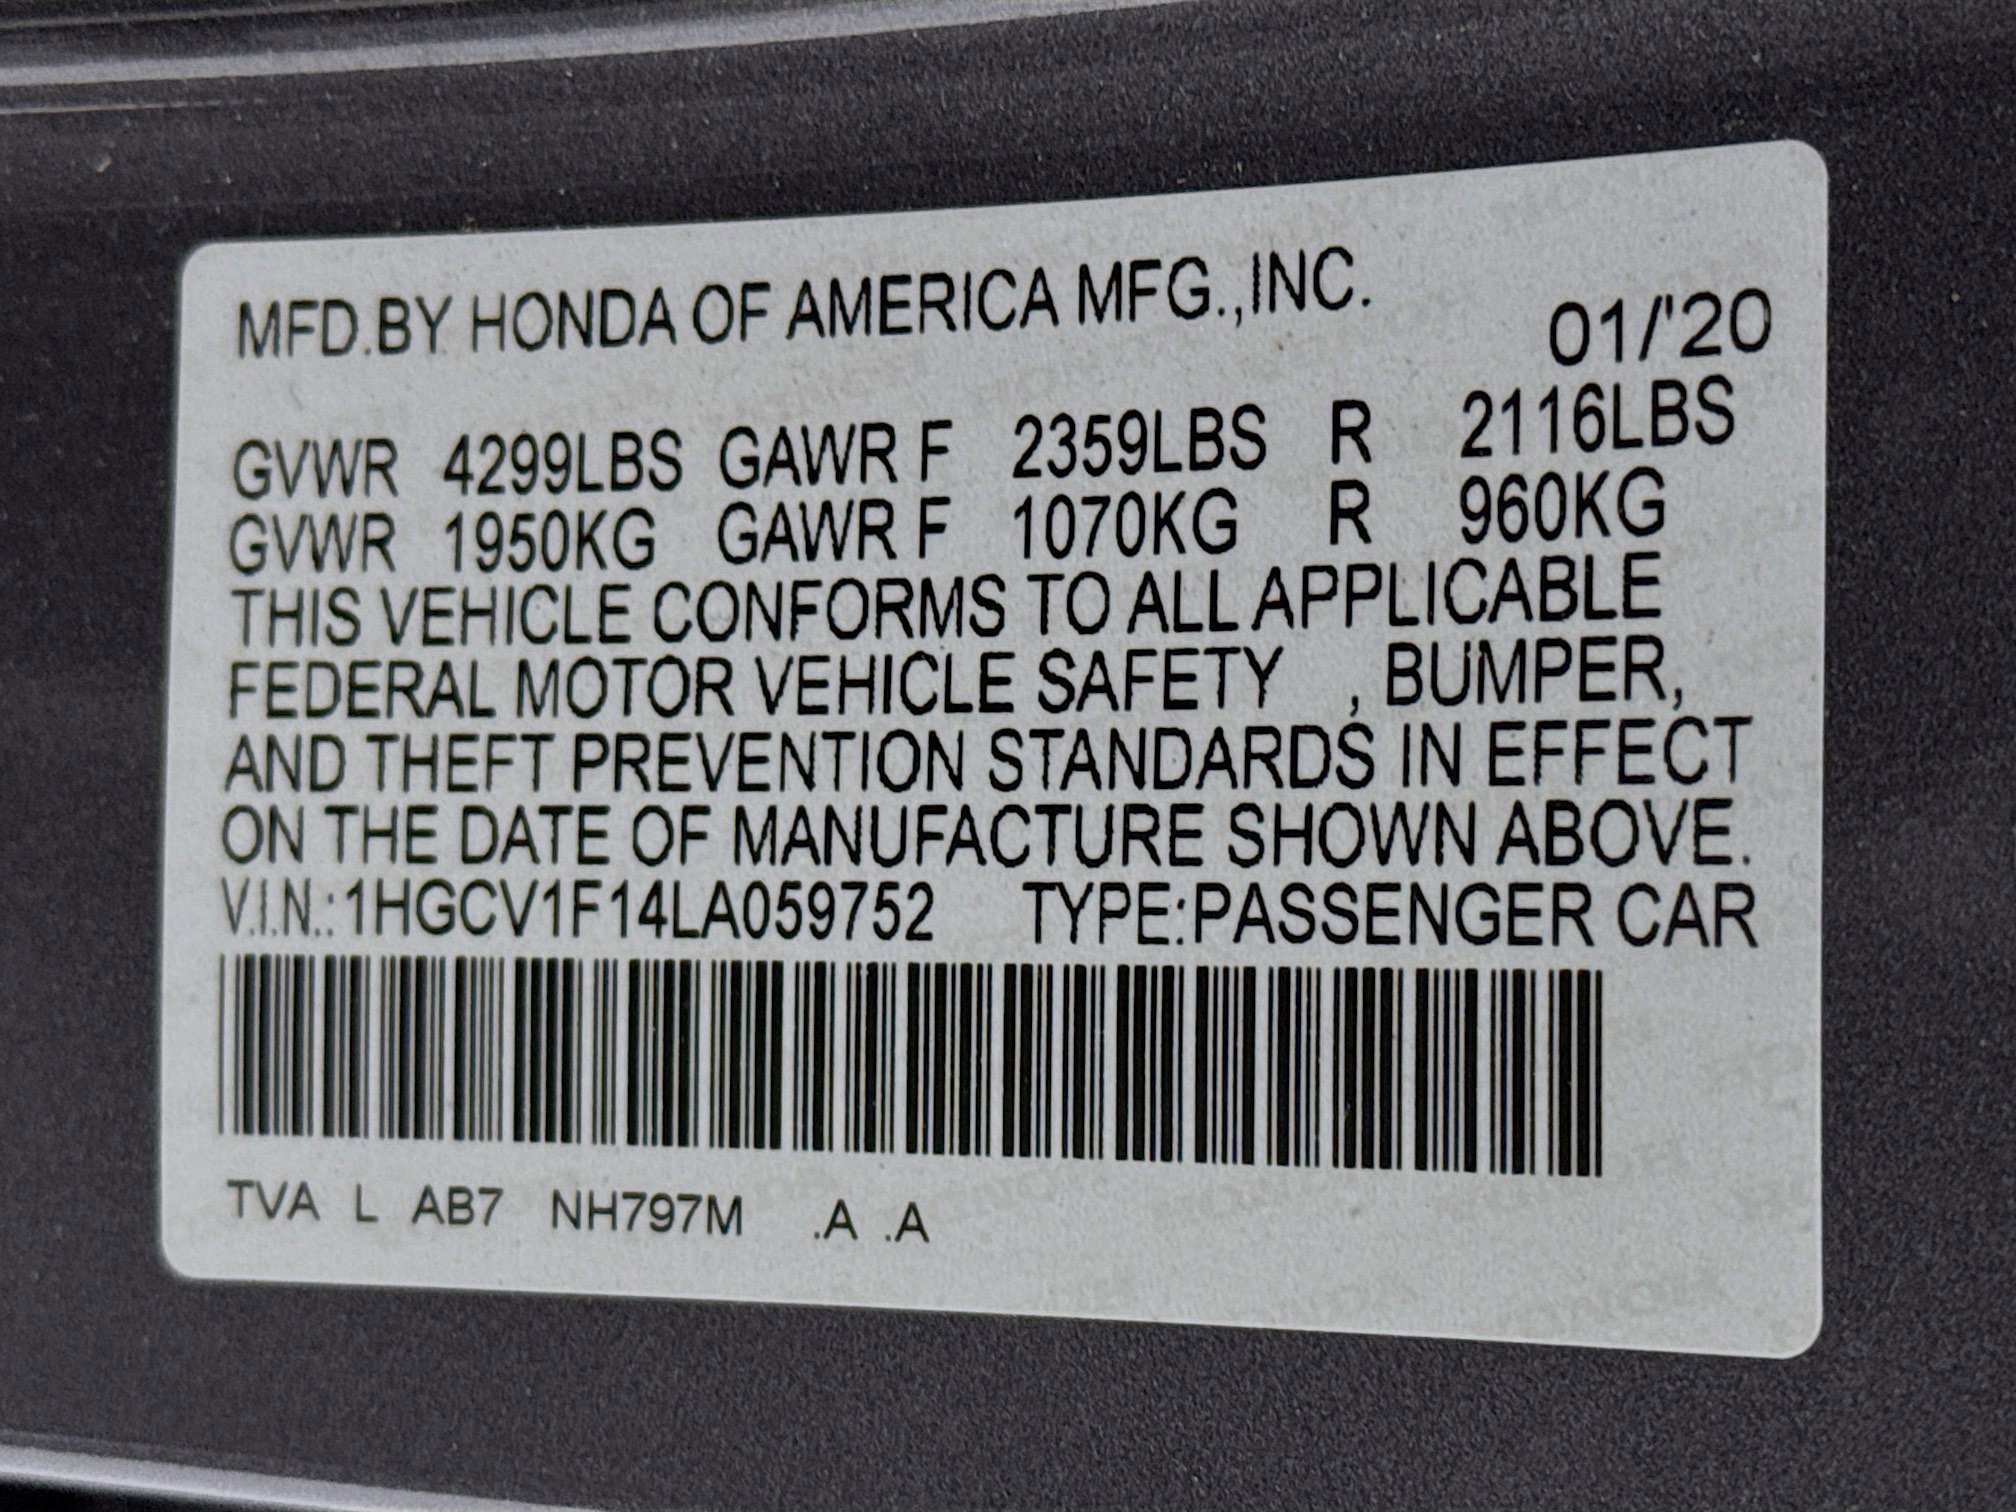 MFD.BY HONDA OF AMERICA MFG.,INC.
01/'20
GVWR 4299LBS GAWR F 2359LBS R 2116LBS
GVWR 1950KG GAWR F 1070KG R 960KG
THIS VEHICLE CONFORMS TO ALL APPLICABLE
FEDERAL MOTOR VEHICLE SAFETY , BUMPER,
AND THEFT PREVENTION STANDARDS IN EFFECT
ON THE DATE OF MANUFACTURE SHOWN ABOVE.
V.I.N.:1HGCV1F14LA059752 TYPE:PASSENGER CAR
TVA L AB7 NH797M .A .A